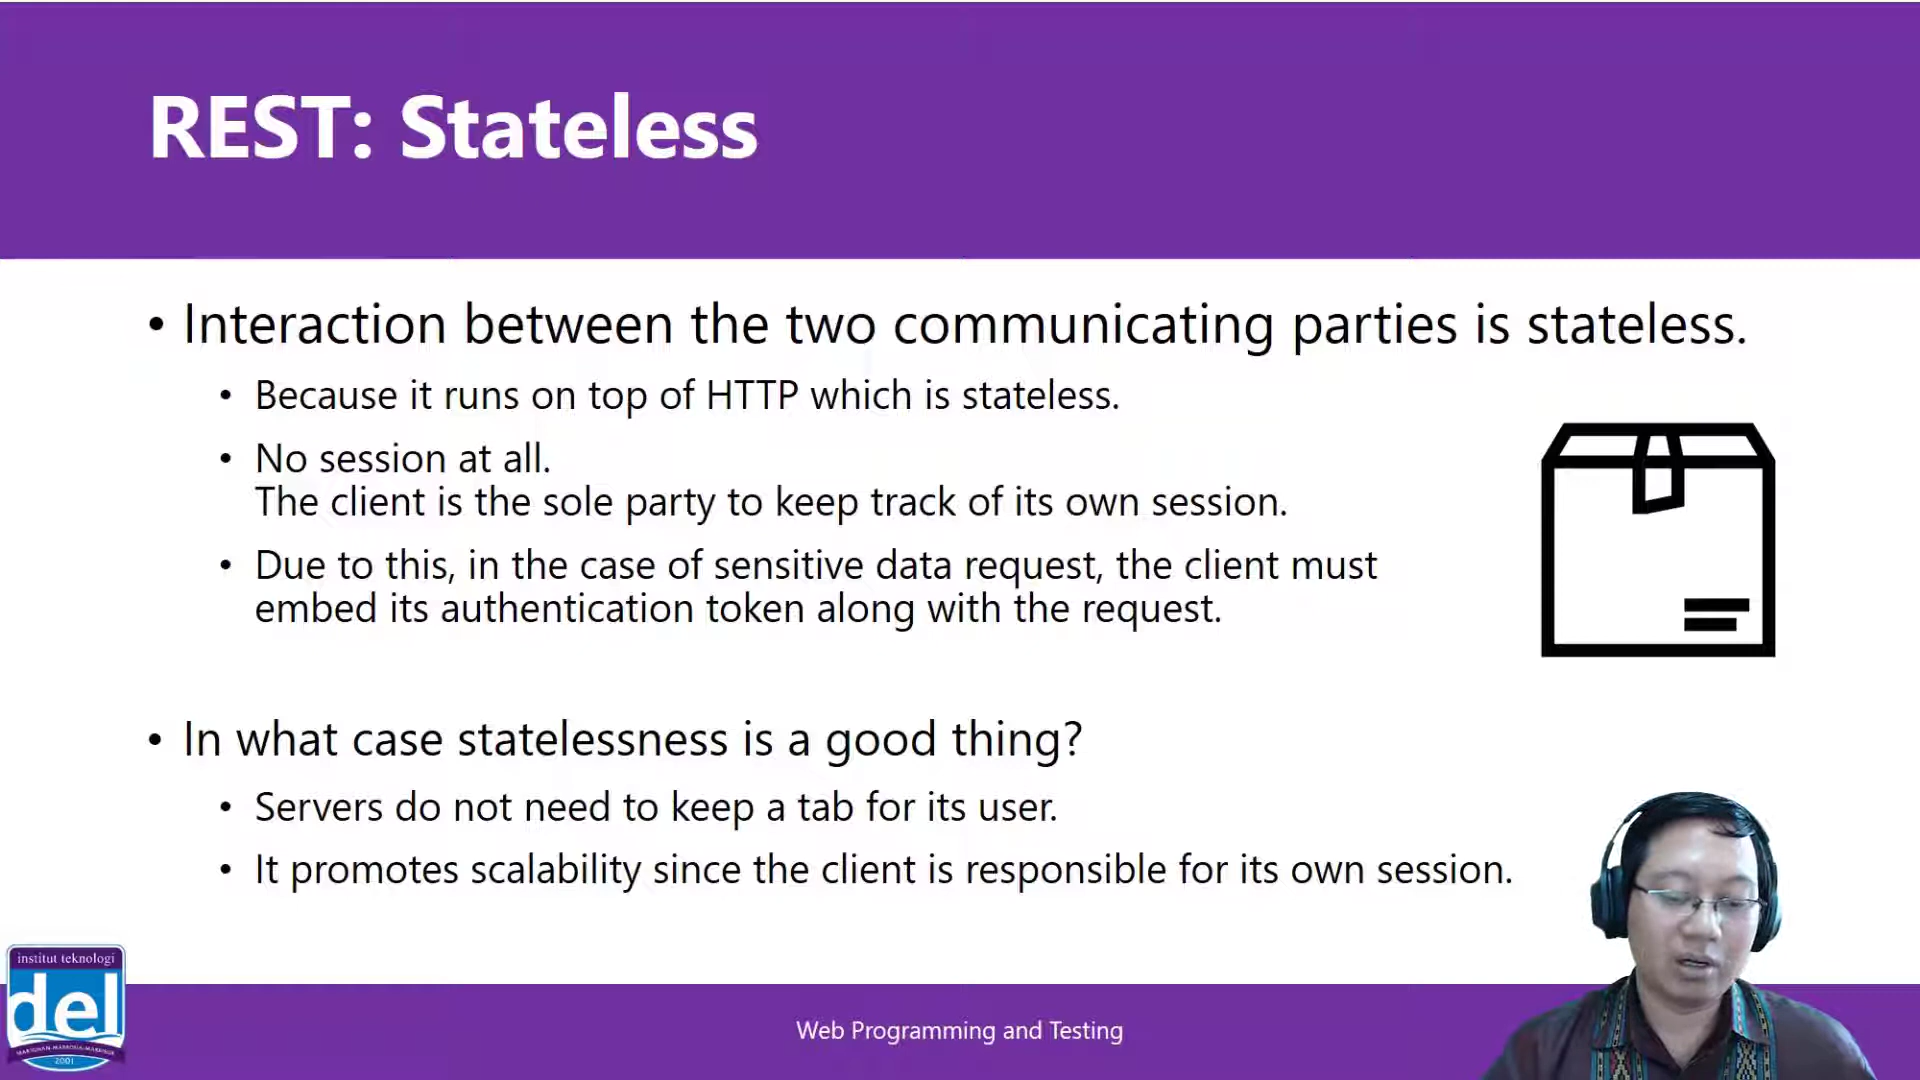 REST: Stateless
• Interaction between the two communicating parties is stateless.
• Because it runs on top of HTTP which is stateless.
• No session at all.
The client is the sole party to keep track of its own session.
• Due to this, in the case of sensitive data request, the client must
embed its authentication token along with the request.
• In what case statelessness is a good thing?
• Servers do not need to keep a tab for its user.
• It promotes scalability since the client is responsible for its own session.
institut teknologi
del
2001
Web Programming and Testing